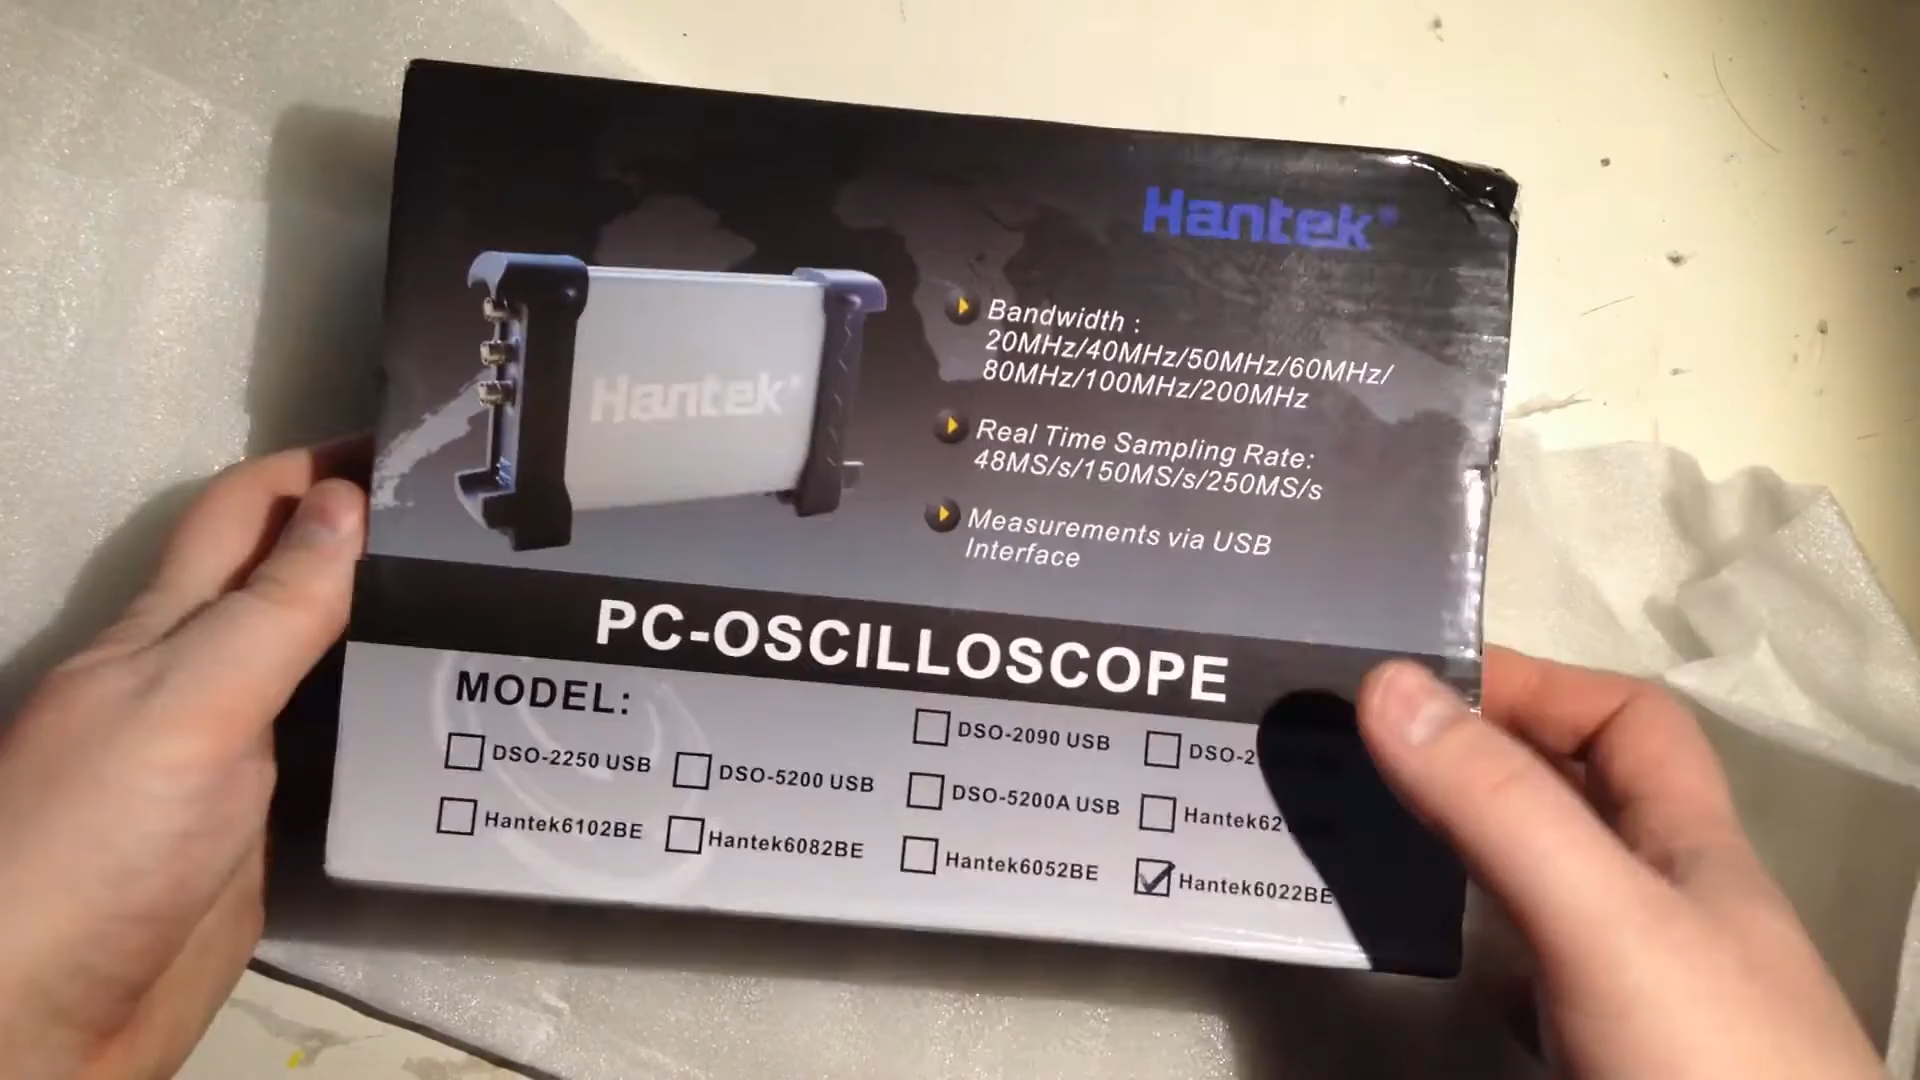 Hantek®
Hantek®
Bandwidth :
20MHz/40MHz/50MHz/60MHz/
80MHz/100MHz/200MHz
Real Time Sampling Rate:
48MS/s/150MS/s/250MS/s
Measurements via USB
Interface
PC-OSCILLOSCOPE
MODEL:
DSO-2090 USB
DSO-2250 USB
DSO-5200 USB
DSO-5200A USB
Hantek6102BE
Hantek6082BE
Hantek6052BE
Hantek6022BE